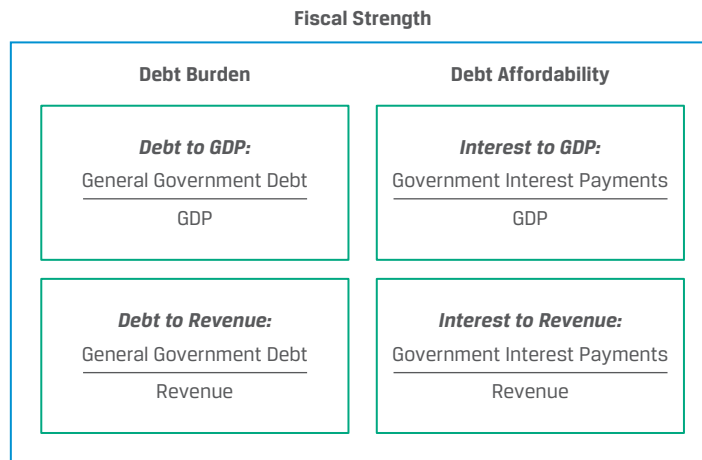 Fiscal Strength
Debt Burden
Debt Affordability
Debt to GDP:
General Government Debt
GDP
Interest to GDP:
Government Interest Payments
GDP
Debt to Revenue:
General Government Debt
Revenue
Interest to Revenue:
Government Interest Payments
Revenue